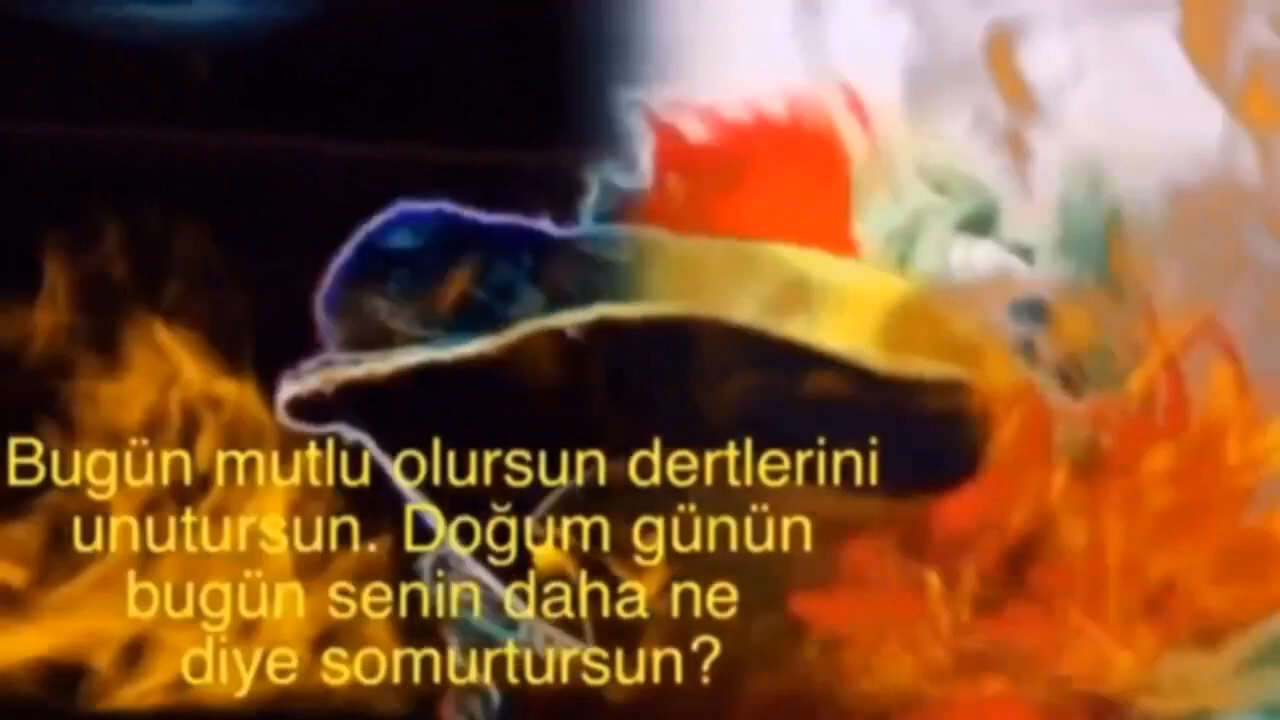 Bugün mutlu olursun dertlerini
unutursun. Doğum günün
bugün senin daha ne
diye somurtursun?